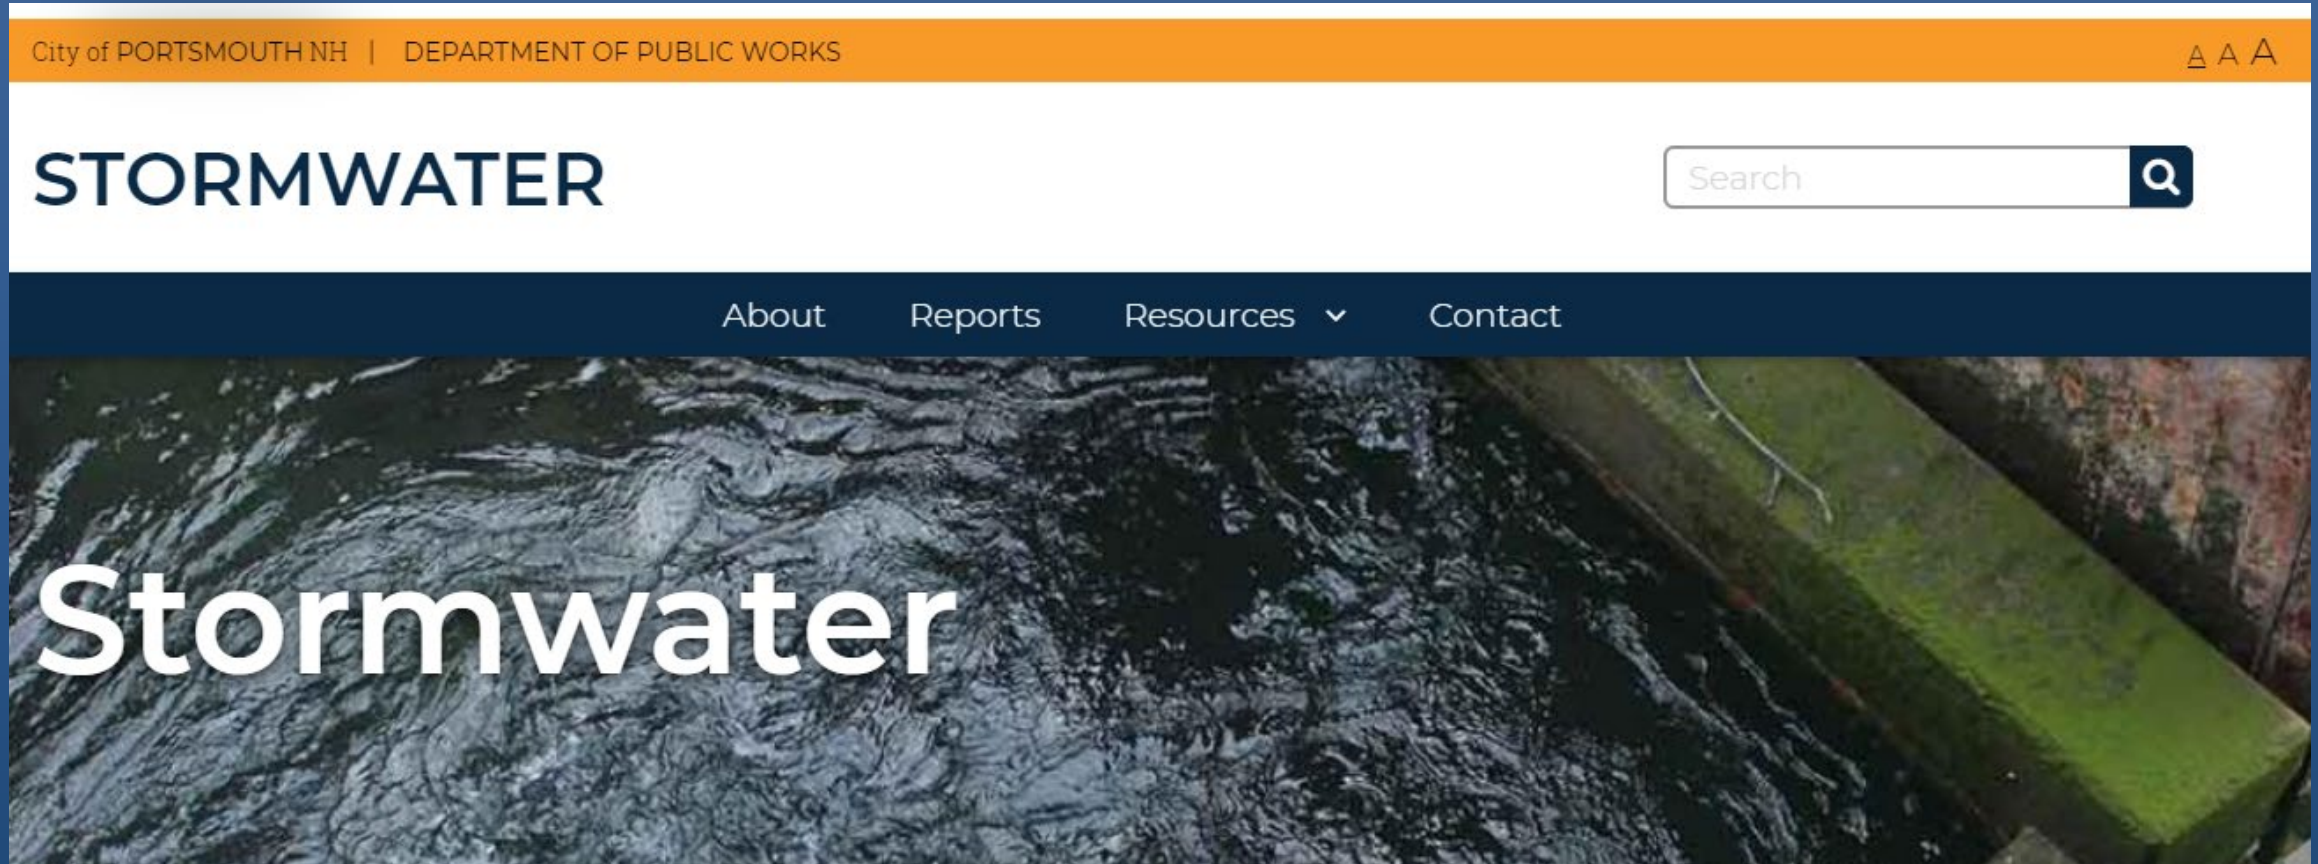 City of PORTSMOUTH NH | DEPARTMENT OF PUBLIC WORKS
A A A
STORMWATER
Search
About Reports Resources Contact
Stormwater